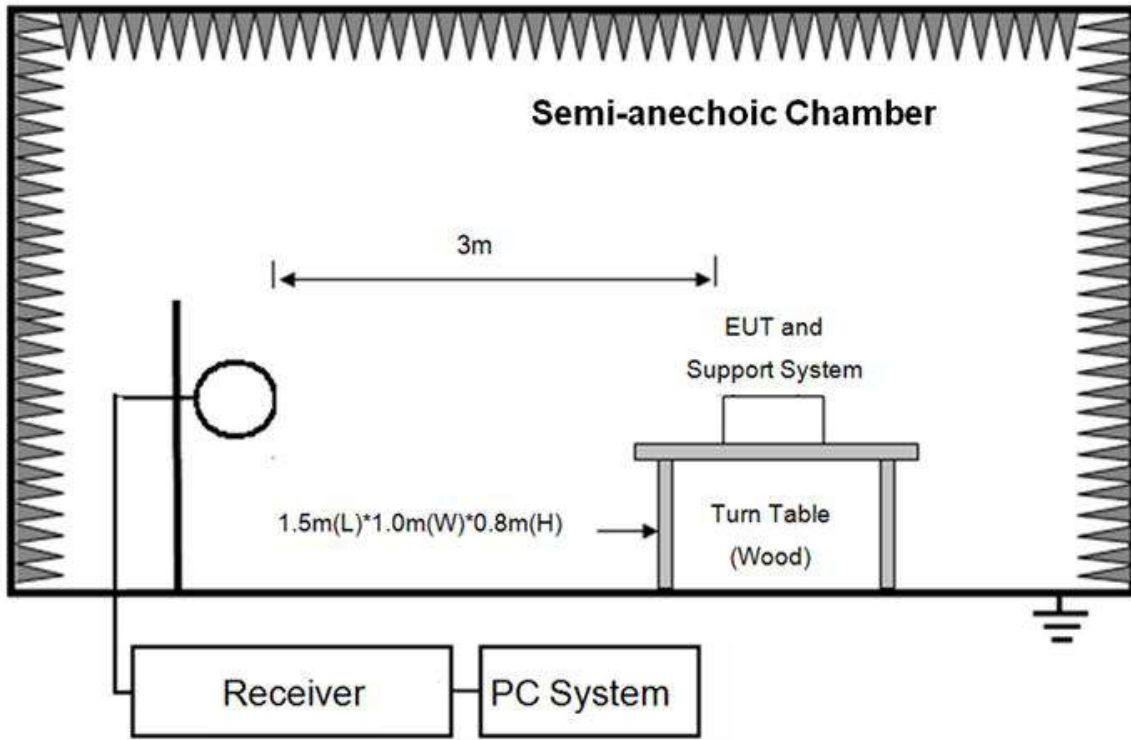 Semi-anechoic Chamber
3m
EUT and
Support System
1.5m(L)*1.0m(W)*0.8m(H)
Turn Table
(Wood)
Receiver
PC System